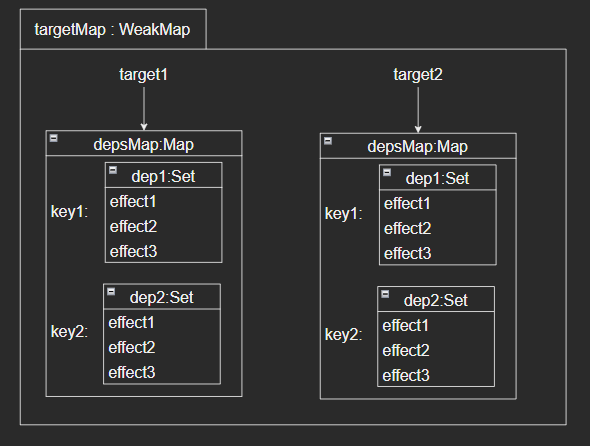 targetMap : WeakMap
target1
depsMap:Map
key1:
dep1:Set
effect1
effect2
effect3
key2:
dep2:Set
effect1
effect2
effect3
target2
depsMap:Map
key1:
dep1:Set
effect1
effect2
effect3
key2:
dep2:Set
effect1
effect2
effect3